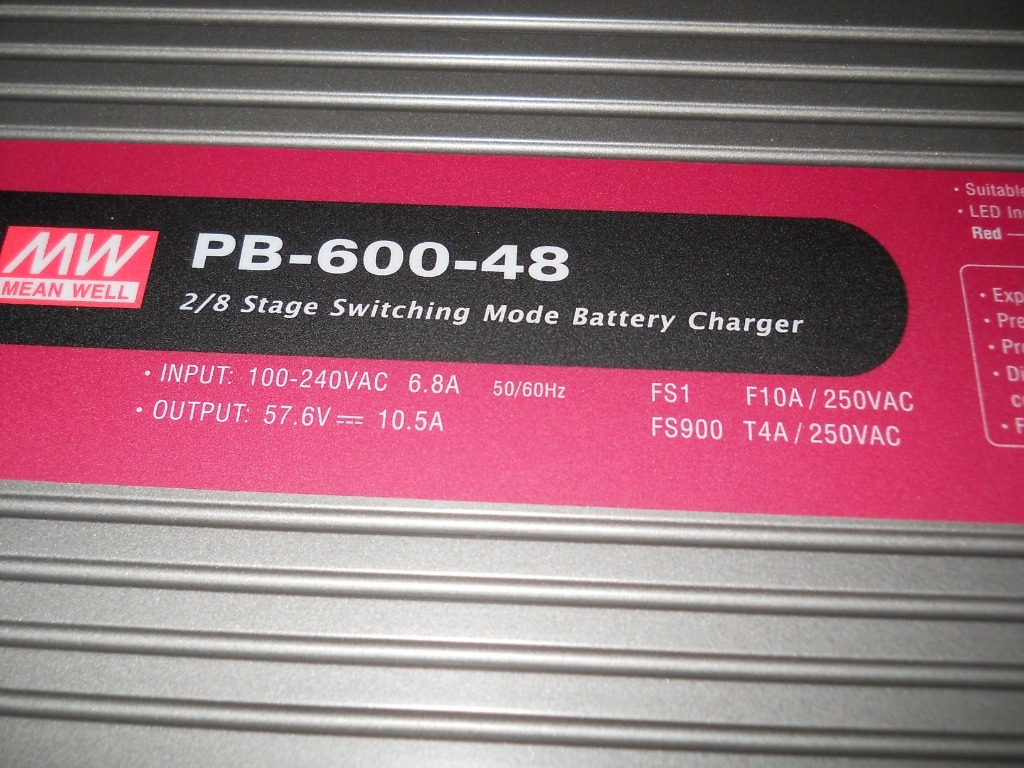 MW
MEAN WELL
PB-600-48
2/8 Stage Switching Mode Battery Charger
• INPUT: 100-240VAC 6.8A 50/60Hz
• OUTPUT: 57.6V⎓ 10.5A
FS1 F10A / 250VAC
FS900 T4A / 250VAC
• Suitable
• LED In
Red —
• Exp
• Pre
• Pr
• Di
c
• F